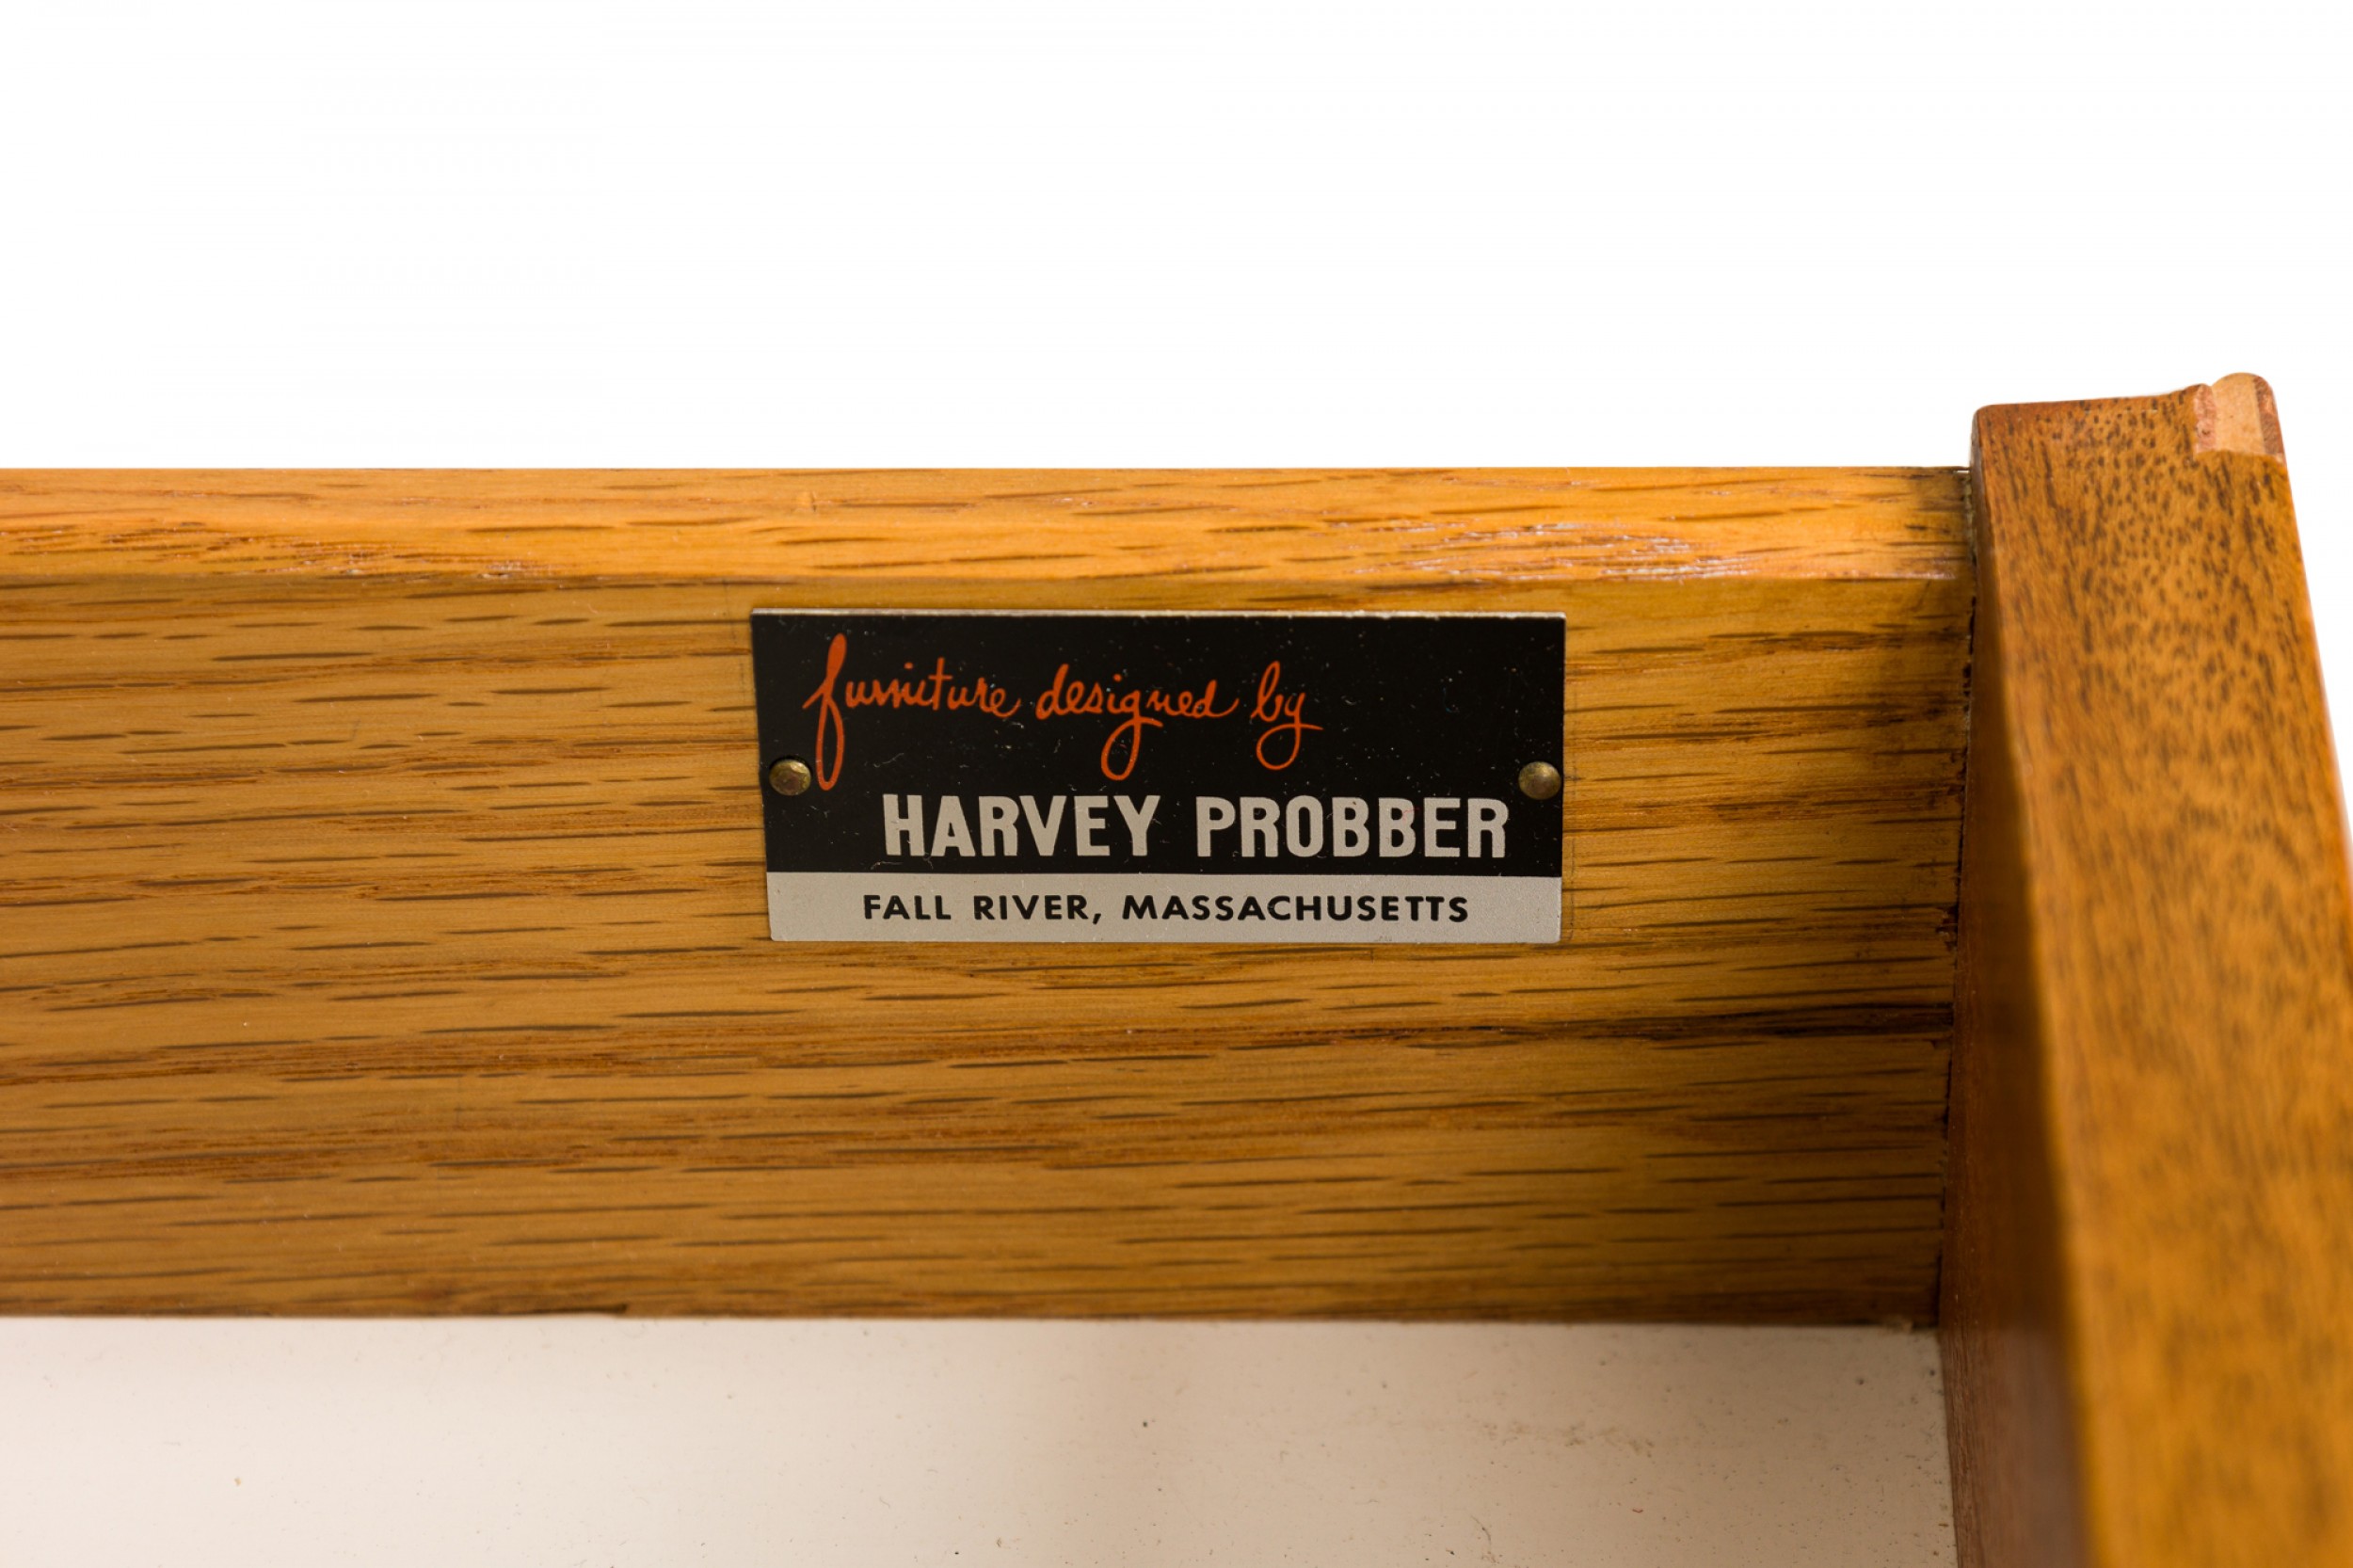 furniture designed by
HARVEY PROBBER
FALL RIVER, MASSACHUSETTS